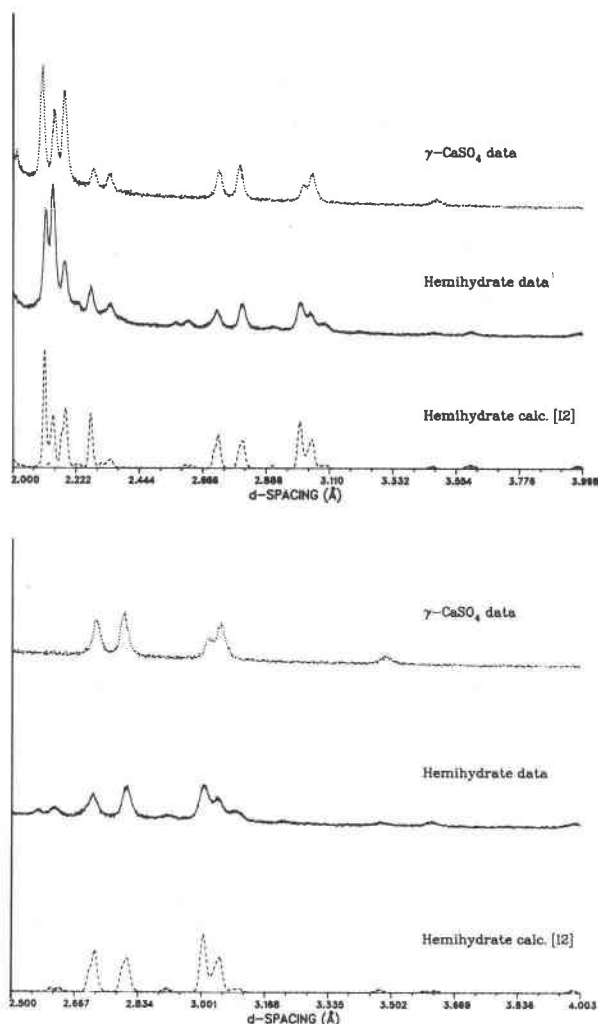 γ-CaSO₄ data
Hemihydrate data
Hemihydrate calc. [12]
2.000 2.222 2.444 2.666 2.888 3.110 3.332 3.554 3.776 3.998
d-SPACING (Å)
γ-CaSO₄ data
Hemihydrate data
Hemihydrate calc. [12]
2.500 2.667 2.834 3.001 3.168 3.335 3.502 3.669 3.836 4.003
d-SPACING (Å)